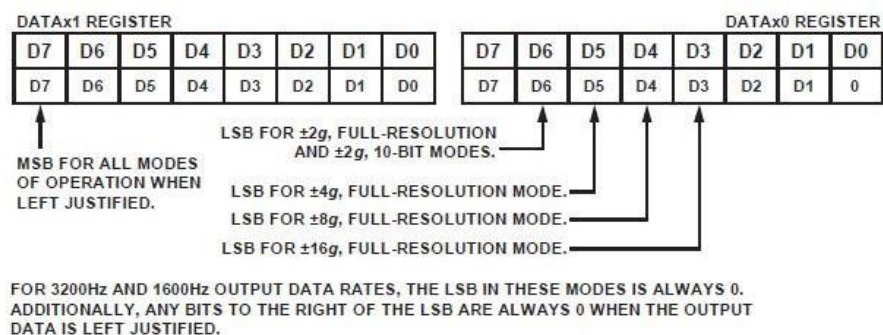 DATAx1 REGISTER
DATAx0 REGISTER
D7 D6 D5 D4 D3 D2 D1 D0
D7 D6 D5 D4 D3 D2 D1 D0
D7 D6 D5 D4 D3 D2 D1 D0
D7 D6 D5 D4 D3 D2 D1 0
MSB FOR ALL MODES
OF OPERATION WHEN
LEFT JUSTIFIED.
LSB FOR ±2g, FULL-RESOLUTION
AND ±2g, 10-BIT MODES.
LSB FOR ±4g, FULL-RESOLUTION MODE.
LSB FOR ±8g, FULL-RESOLUTION MODE.
LSB FOR ±16g, FULL-RESOLUTION MODE.
FOR 3200Hz AND 1600Hz OUTPUT DATA RATES, THE LSB IN THESE MODES IS ALWAYS 0.
ADDITIONALLY, ANY BITS TO THE RIGHT OF THE LSB ARE ALWAYS 0 WHEN THE OUTPUT
DATA IS LEFT JUSTIFIED.